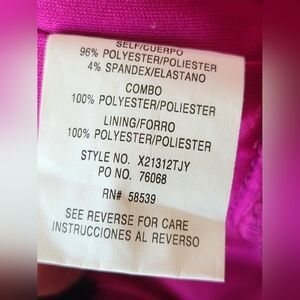 SELF/CUERPO
96% POLYESTER/POLIESTER
4% SPANDEX/ELASTANO
COMBO
100% POLYESTER/POLIESTER
LINING/FORRO
100% POLYESTER/POLIESTER
STYLE NO. X21312TJY
PO NO. 76068
RN# 58539
SEE REVERSE FOR CARE
INSTRUCCIONES AL REVERSO